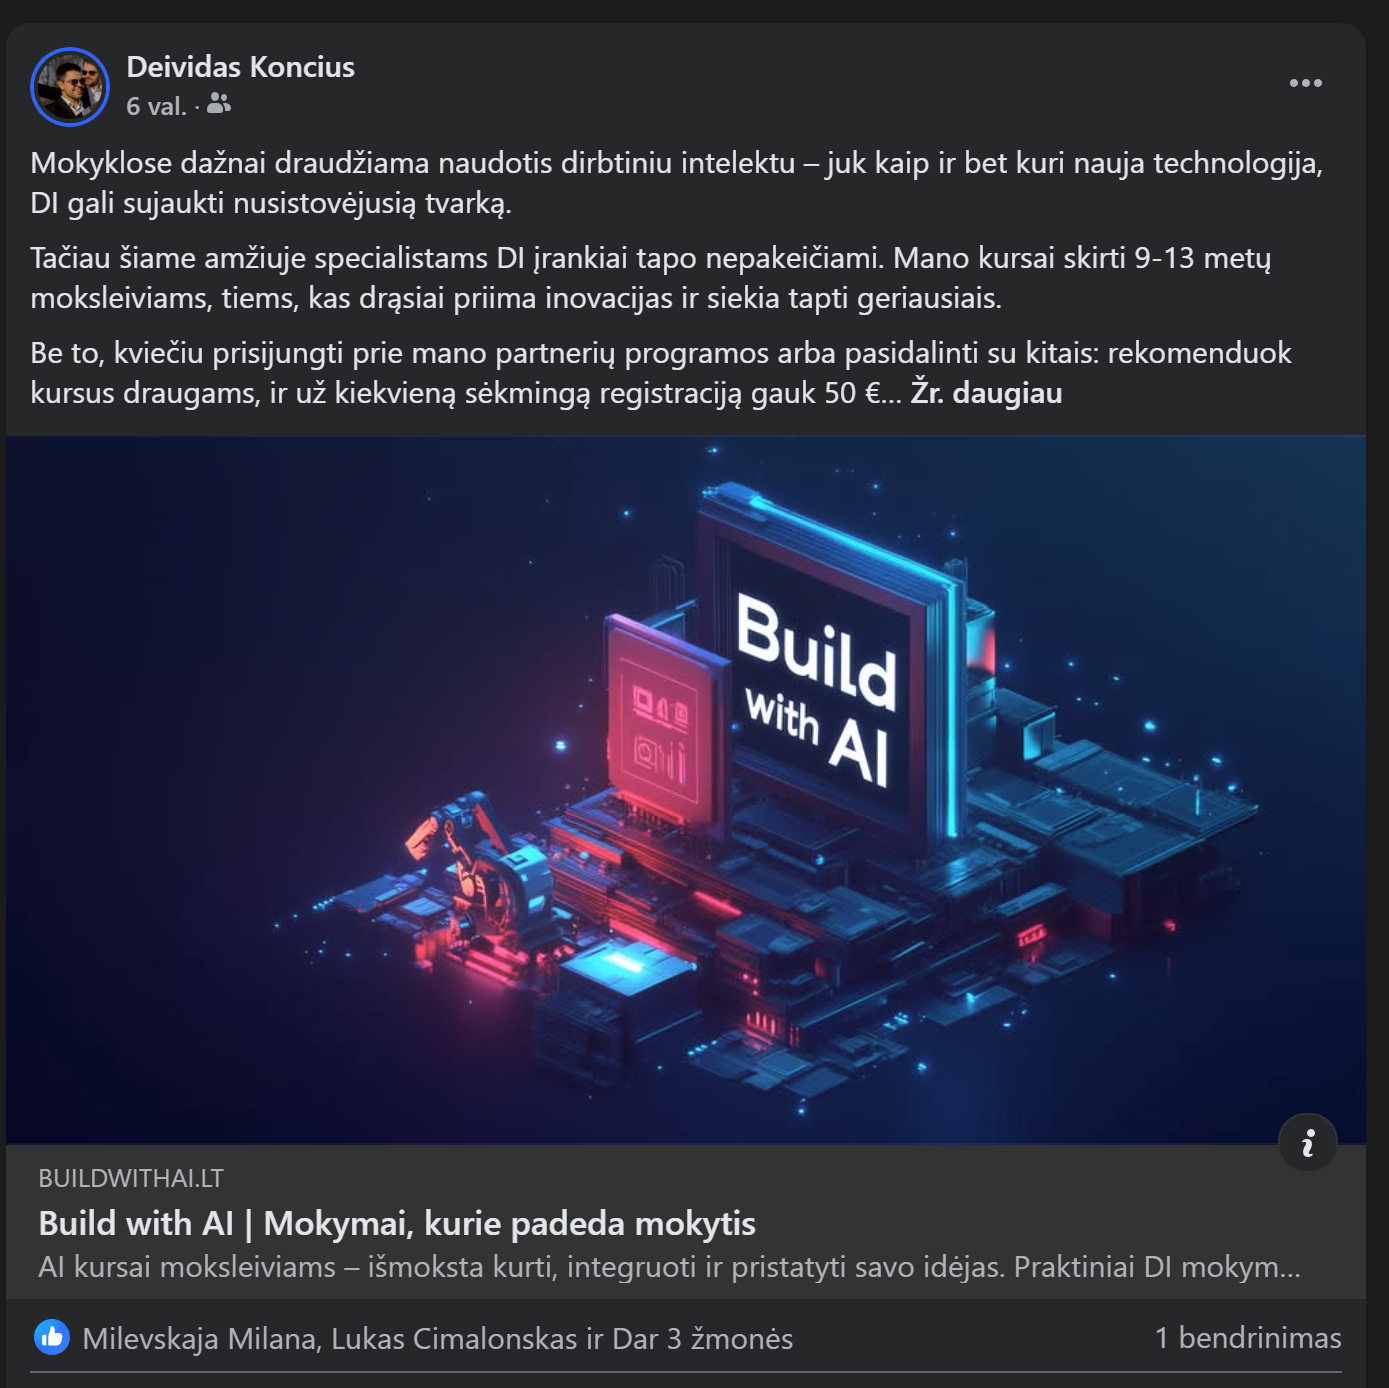 Deividas Koncius
6 val. ·
Mokyklose dažnai draudžiama naudotis dirbtiniu intelektu – juk kaip ir bet kuri nauja technologija,
DI gali sujaukti nusistovėjusią tvarką.
Tačiau šiame amžiuje specialistams DI įrankiai tapo nepakeičiami. Mano kursai skirti 9-13 metų
moksleiviams, tiems, kas drąsiai priima inovacijas ir siekia tapti geriausiais.
Be to, kviečiu prisijungti prie mano partnerių programos arba pasidalinti su kitais: rekomenduok
kursus draugams, ir už kiekvieną sėkmingą registraciją gauk 50 €... Žr. daugiau
Build
with AI
BUILDWITHAI.LT
Build with AI | Mokymai, kurie padeda mokytis
AI kursai moksleiviams – išmoksta kurti, integruoti ir pristatyti savo idėjas. Praktiniai DI mokym...
Milevskaja Milana, Lukas Cimalonskas ir Dar 3 žmonės
1 bendrinimas